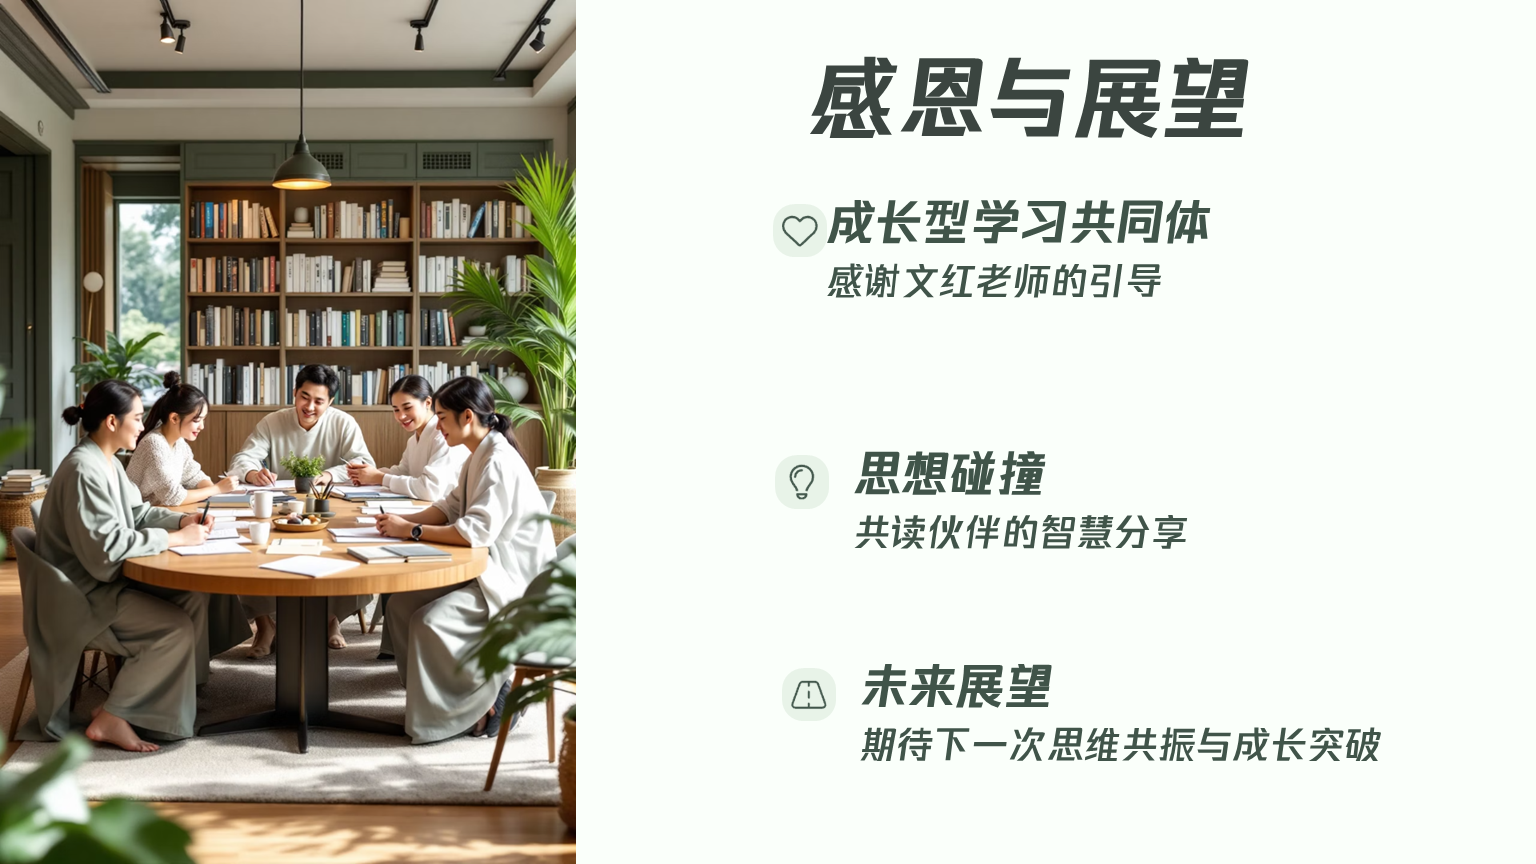 感恩与展望
成长型学习共同体
感谢文红老师的引导
思想碰撞
共读伙伴的智慧分享
未来展望
期待下一次思维共振与成长突破